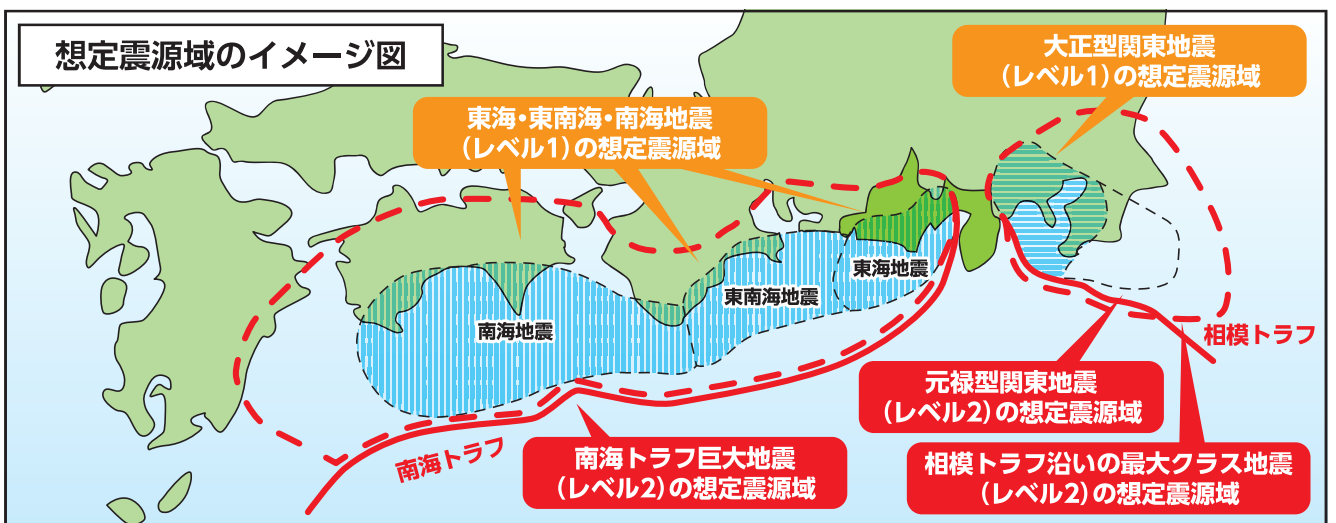 想定震源域のイメージ図
大正型関東地震
（レベル1）の想定震源域
東海・東南海・南海地震
（レベル1）の想定震源域
東海地震
東南海地震
南海地震
相模トラフ
元禄型関東地震
（レベル2）の想定震源域
南海トラフ
南海トラフ巨大地震
（レベル2）の想定震源域
相模トラフ沿いの最大クラス地震
（レベル2）の想定震源域